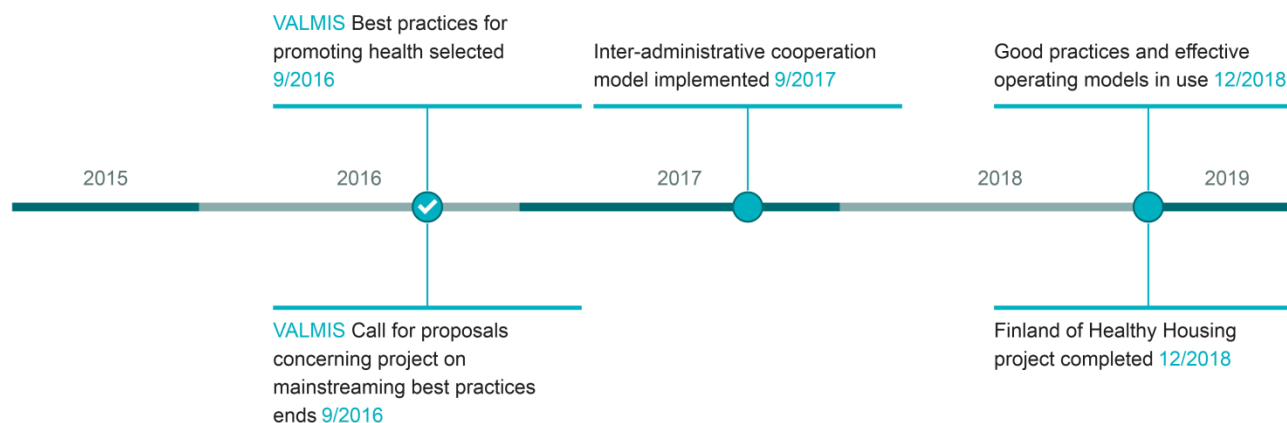 VALMIS Best practices for
promoting health selected
9/2016
Inter-administrative cooperation
model implemented 9/2017
Good practices and effective
operating models in use 12/2018
2015
2016
2017
2018
2019
VALMIS Call for proposals
concerning project on
mainstreaming best practices
ends 9/2016
Finland of Healthy Housing
project completed 12/2018